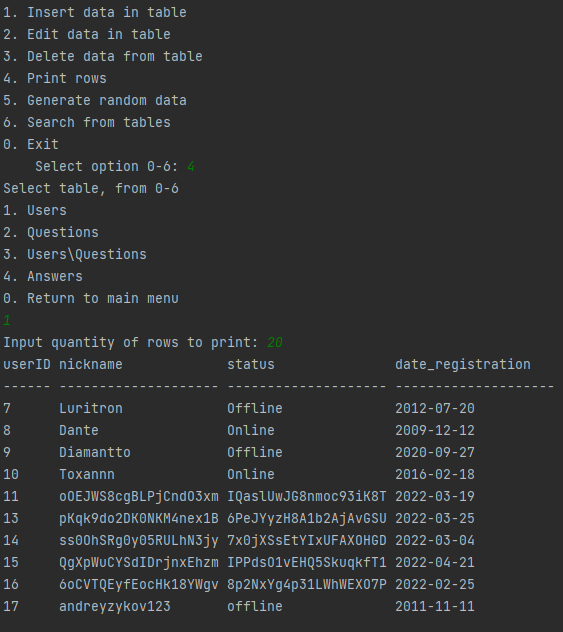 1. Insert data in table
2. Edit data in table
3. Delete data from table
4. Print rows
5. Generate random data
6. Search from tables
0. Exit
    Select option 0-6: 4
Select table, from 0-6
1. Users
2. Questions
3. Users\Questions
4. Answers
0. Return to main menu
1
Input quantity of rows to print: 20
userID nickname             status               date_registration
------ -------------------- -------------------- --------------------
7      Luritron             Offline              2012-07-20
8      Dante                Online               2009-12-12
9      Diamantto            Offline              2020-09-27
10     Toxannn              Online               2016-02-18
11     oOEJWS8cgBLPjCndO3xm IQaslUwJG8nmoc93iK8T 2022-03-19
13     pKqk9do2DK0NKM4nex1B 6PeJYyzH8A1b2AjAvGSU 2022-03-25
14     ss0OhSRg0y05RULhN3jy 7x0jXSsEtYIxUFAXOHGD 2022-03-04
15     QgXpWuCYSdIDrjnxEhzm IPPdsO1vEHQ5SkuqkfT1 2022-04-21
16     6oCVTQEyfEocHk18YWgv 8p2NxYg4p31LWhWEXO7P 2022-02-25
17     andreyzykov123       offline              2011-11-11